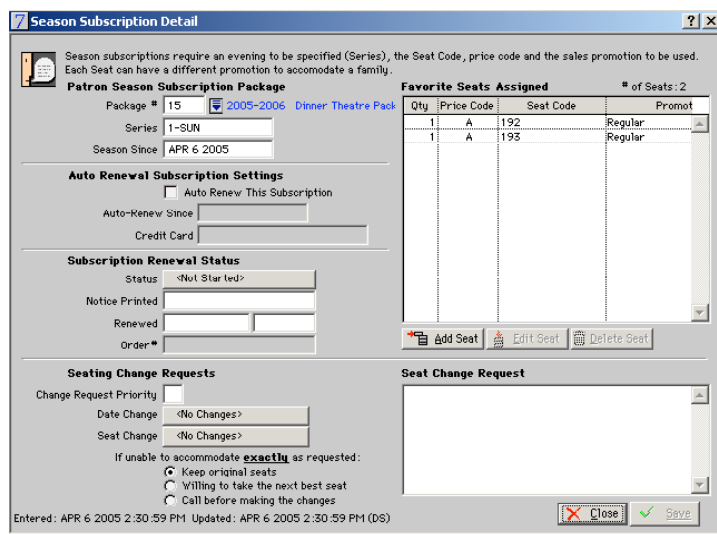 7 Season Subscription Detail ? x
Season subscriptions require an evening to be specified (Series), the Seat Code, price code and the sales promotion to be used.
Each Seat can have a different promotion to accomodate a family.
Patron Season Subscription Package
Package # 15 2005-2006 Dinner Theatre Pack
Series 1-SUN
Season Since APR 6 2005
Auto Renewal Subscription Settings
Auto Renew This Subscription
Auto-Renew Since
Credit Card
Subscription Renewal Status
Status <Not Started>
Notice Printed
Renewed
Order#
Favorite Seats Assigned # of Seats: 2
Qty Price Code Seat Code Promot
1 A 192 Regular
1 A 193 Regular
Add Seat Edit Seat Delete Seat
Seating Change Requests
Change Request Priority
Date Change <No Changes>
Seat Change <No Changes>
If unable to accommodate exactly as requested:
Keep original seats
Willing to take the next best seat
Call before making the changes
Seat Change Request
Entered: APR 6 2005 2:30:59 PM Updated: APR 6 2005 2:30:59 PM (DS)
Close Save